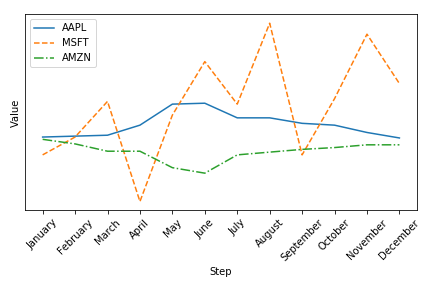 AAPL
MSFT
AMZN
Value
January
February
March
April
May
June
July
August
September
October
November
December
Step